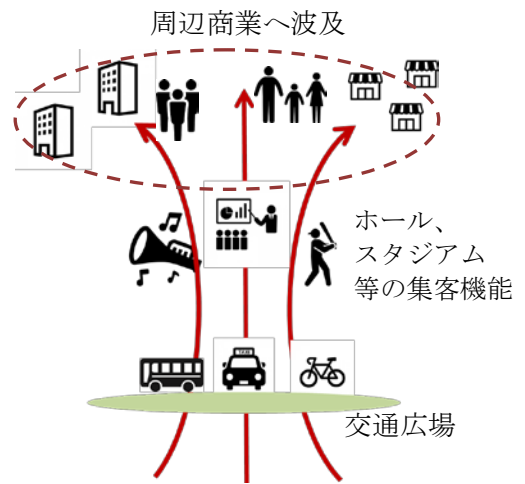 周辺商業へ波及
ホール、
スタジアム
等の集客機能
TAXI
交通広場